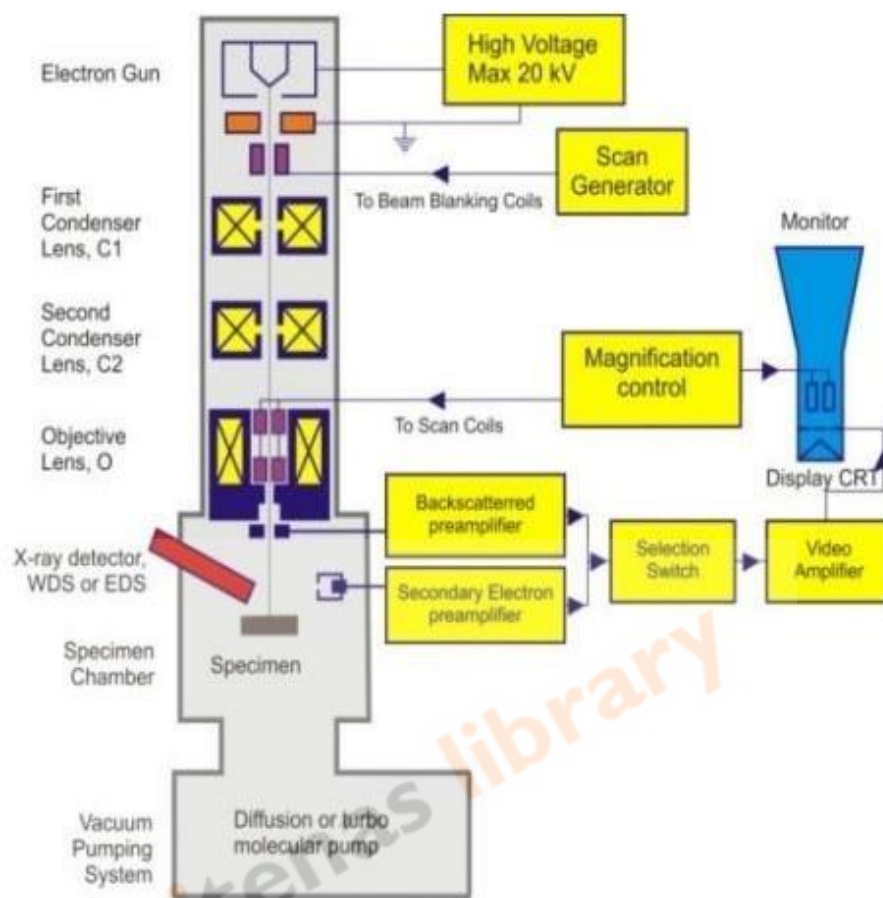 Electron Gun
High Voltage
Max 20 kV
Scan
Generator
To Beam Blanking Coils
First
Condenser
Lens, C1
Monitor
Second
Condenser
Lens, C2
Magnification
control
To Scan Coils
Objective
Lens, O
Display CRT
Backscatterred
preamplifier
X-ray detector,
WDS or EDS
Selection
Switch
Video
Amplifier
Secondary Electron
preamplifier
Specimen
Chamber
Specimen
Vacuum
Pumping
System
Diffusion or turbo
molecular pump
library